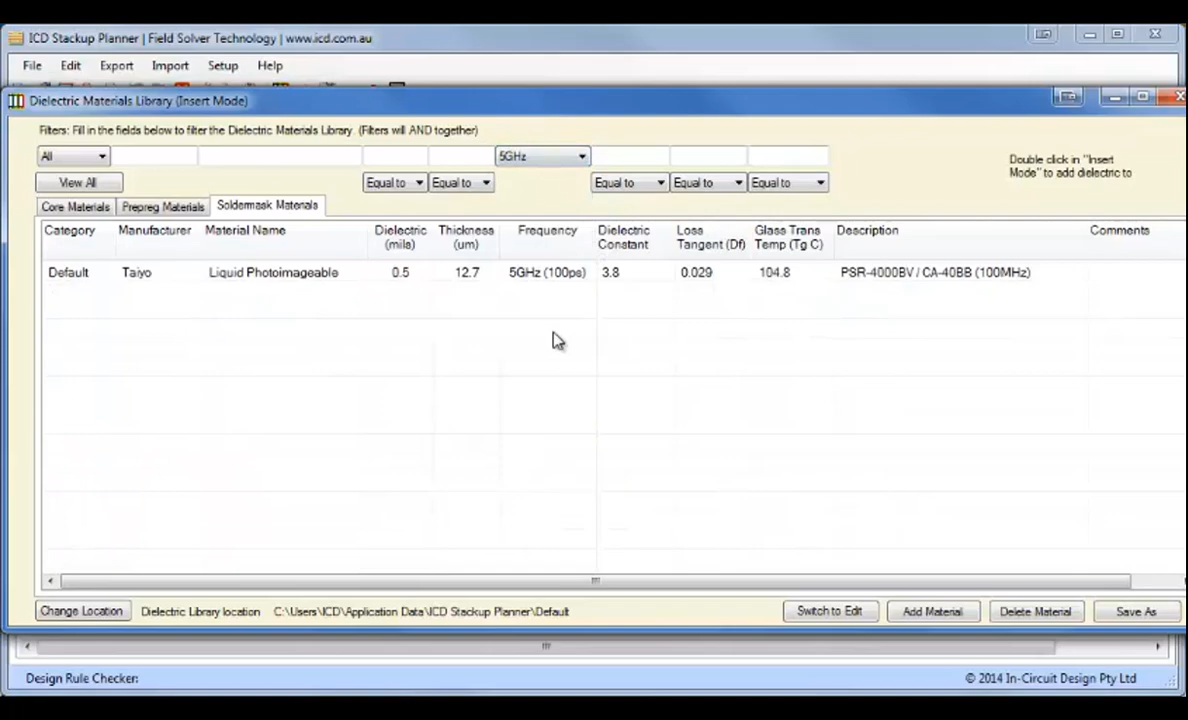 ICD Stackup Planner | Field Solver Technology | www.icd.com.au
File Edit Export Import Setup Help
Dielectric Materials Library (Insert Mode)
Filters: Fill in the fields below to filter the Dielectric Materials Library (Filters will AND together)
All 5GHz
Double click in "Insert
Mode" to add dielectric to
View All Equal to Equal to Equal to Equal to Equal to
Core Materials Prepreg Materials Soldermask Materials
Category Manufacturer Material Name Dielectric (mils) Thickness (um) Frequency Dielectric Constant Loss Tangent (Df) Glass Trans Temp (Tg C) Description Comments
Default Taiyo Liquid Photoimageable 0.5 12.7 5GHz (100ps) 3.8 0.029 104.8 PSR-4000BV / CA-40BB (100MHz)
Change Location Dielectric Library location C:\Users\ICD\Application Data\ICD Stackup Planner\Default Switch to Edit Add Material Delete Material Save As
Design Rule Checker: © 2014 In-Circuit Design Pty Ltd